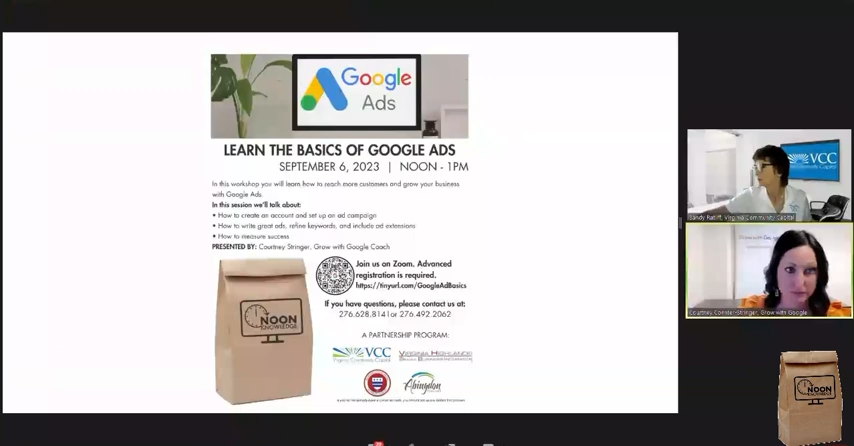 Google
Ads
LEARN THE BASICS OF GOOGLE ADS
SEPTEMBER 6, 2023 | NOON - 1PM
In this workshop you will learn how to reach more customers and grow your business
with Google Ads.
In this session we'll talk about:
• How to create an account and set up an ad campaign
• How to write great ads, refine keywords, and include ad extensions
• How to measure success
PRESENTED BY: Courtney Stringer, Grow with Google Coach
Join us on Zoom. Advanced
registration is required.
https://tinyurl.com/GoogleAdBasics
If you have questions, please contact us at:
276.628.8141 or 276.492.2062
A PARTNERSHIP PROGRAM:
NOON
KNOWLEDGE
VCC
Virginia Community Capital
VIRGINIA HIGHLANDS
Abingdon
VCC
Sandy Ratliff, Virginia Community Capital
Grow with Google
NOON
KNOWLEDGE